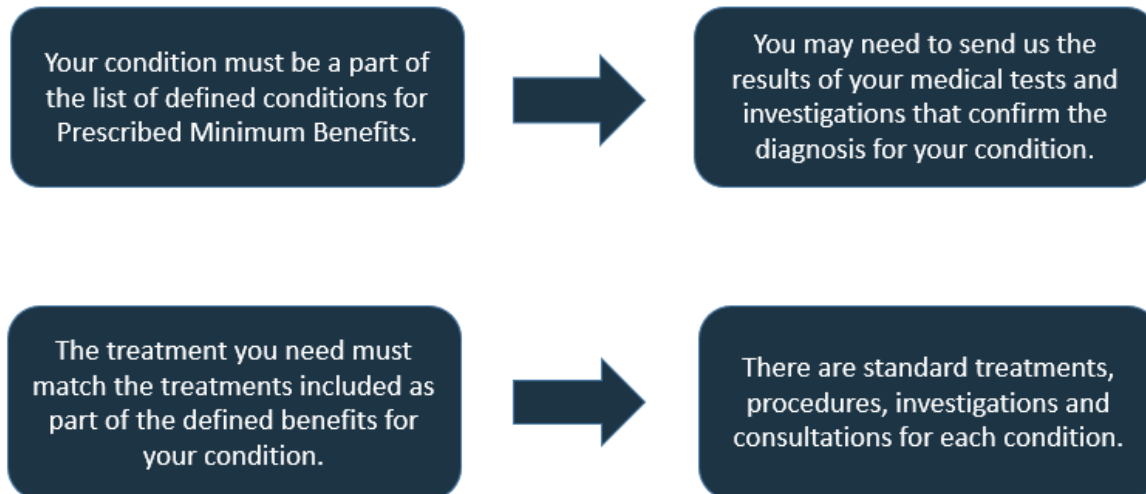 Your condition must be a part of
the list of defined conditions for
Prescribed Minimum Benefits.
You may need to send us the
results of your medical tests and
investigations that confirm the
diagnosis for your condition.
The treatment you need must
match the treatments included as
part of the defined benefits for
your condition.
There are standard treatments,
procedures, investigations and
consultations for each condition.